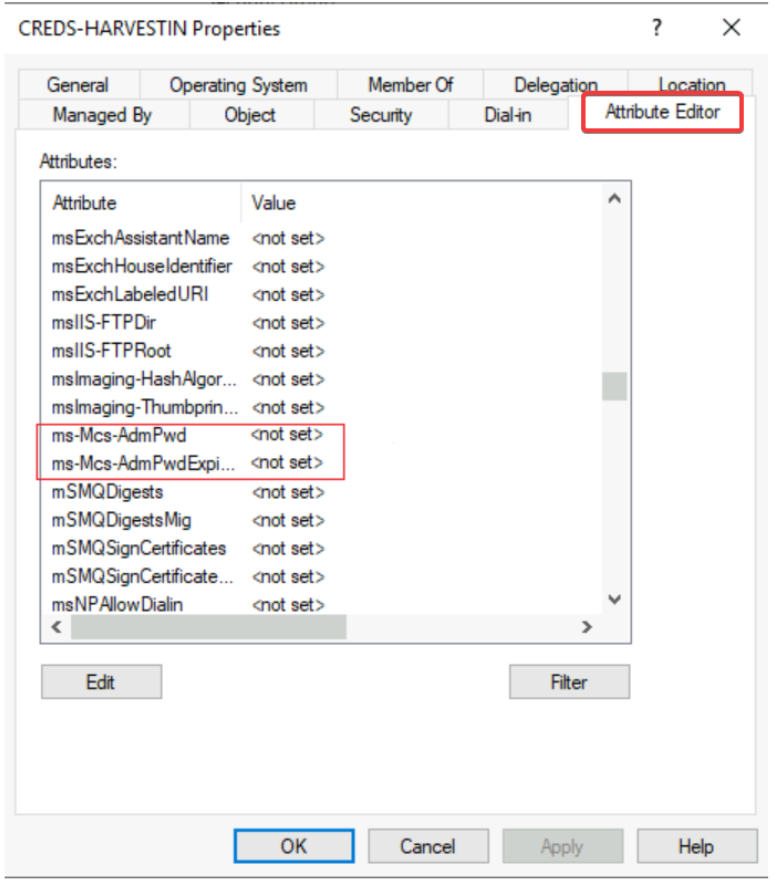 CREDS-HARVESTIN Properties ? ×
General Operating System Member Of Delegation Location
Managed By Object Security Dial-in Attribute Editor
Attributes:
Attribute Value
msExchAssistantName <not set>
msExchHouseIdentifier <not set>
msExchLabeledURI <not set>
msIIS-FTPDir <not set>
msIIS-FTPRoot <not set>
msImaging-HashAlgor... <not set>
msImaging-Thumbprin... <not set>
ms-Mcs-AdmPwd <not set>
ms-Mcs-AdmPwdExpi... <not set>
mSMQDigests <not set>
mSMQDigestsMig <not set>
mSMQSignCertificates <not set>
mSMQSignCertificate... <not set>
msNPAllowDialin <not set>
Edit Filter
OK Cancel Apply Help